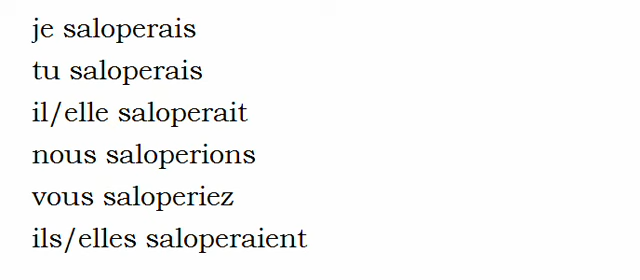 je saloperais
tu saloperais
il/elle saloperait
nous saloperions
vous saloperiez
ils/elles saloperaient